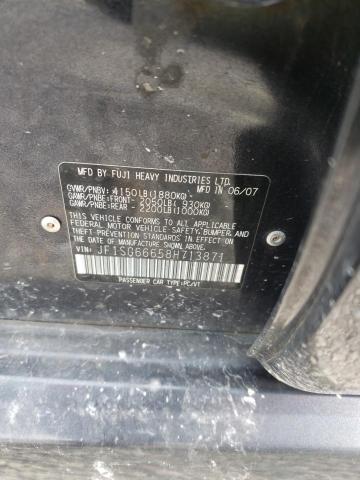 MFD BY FUJI HEAVY INDUSTRIES LTD.
GVWR/PNBV: 4150LB(1880KG) MFD IN 06/07
GAWR/PNBE:FRONT- 2050LB( 930KG)
GAWR/PNBE:REAR - 2200LB(1000KG)
THIS VEHICLE CONFORMS TO ALL APPLICABLE
FEDERAL MOTOR VEHICLE SAFETY, BUMPER, AND
THEFT PREVENTION STANDARDS IN EFFECT ON THE
DATE OF MANUFACTURE SHOWN ABOVE.
VIN: JF1SG66658H713871
PASSENGER CAR TYPE:PC/VT